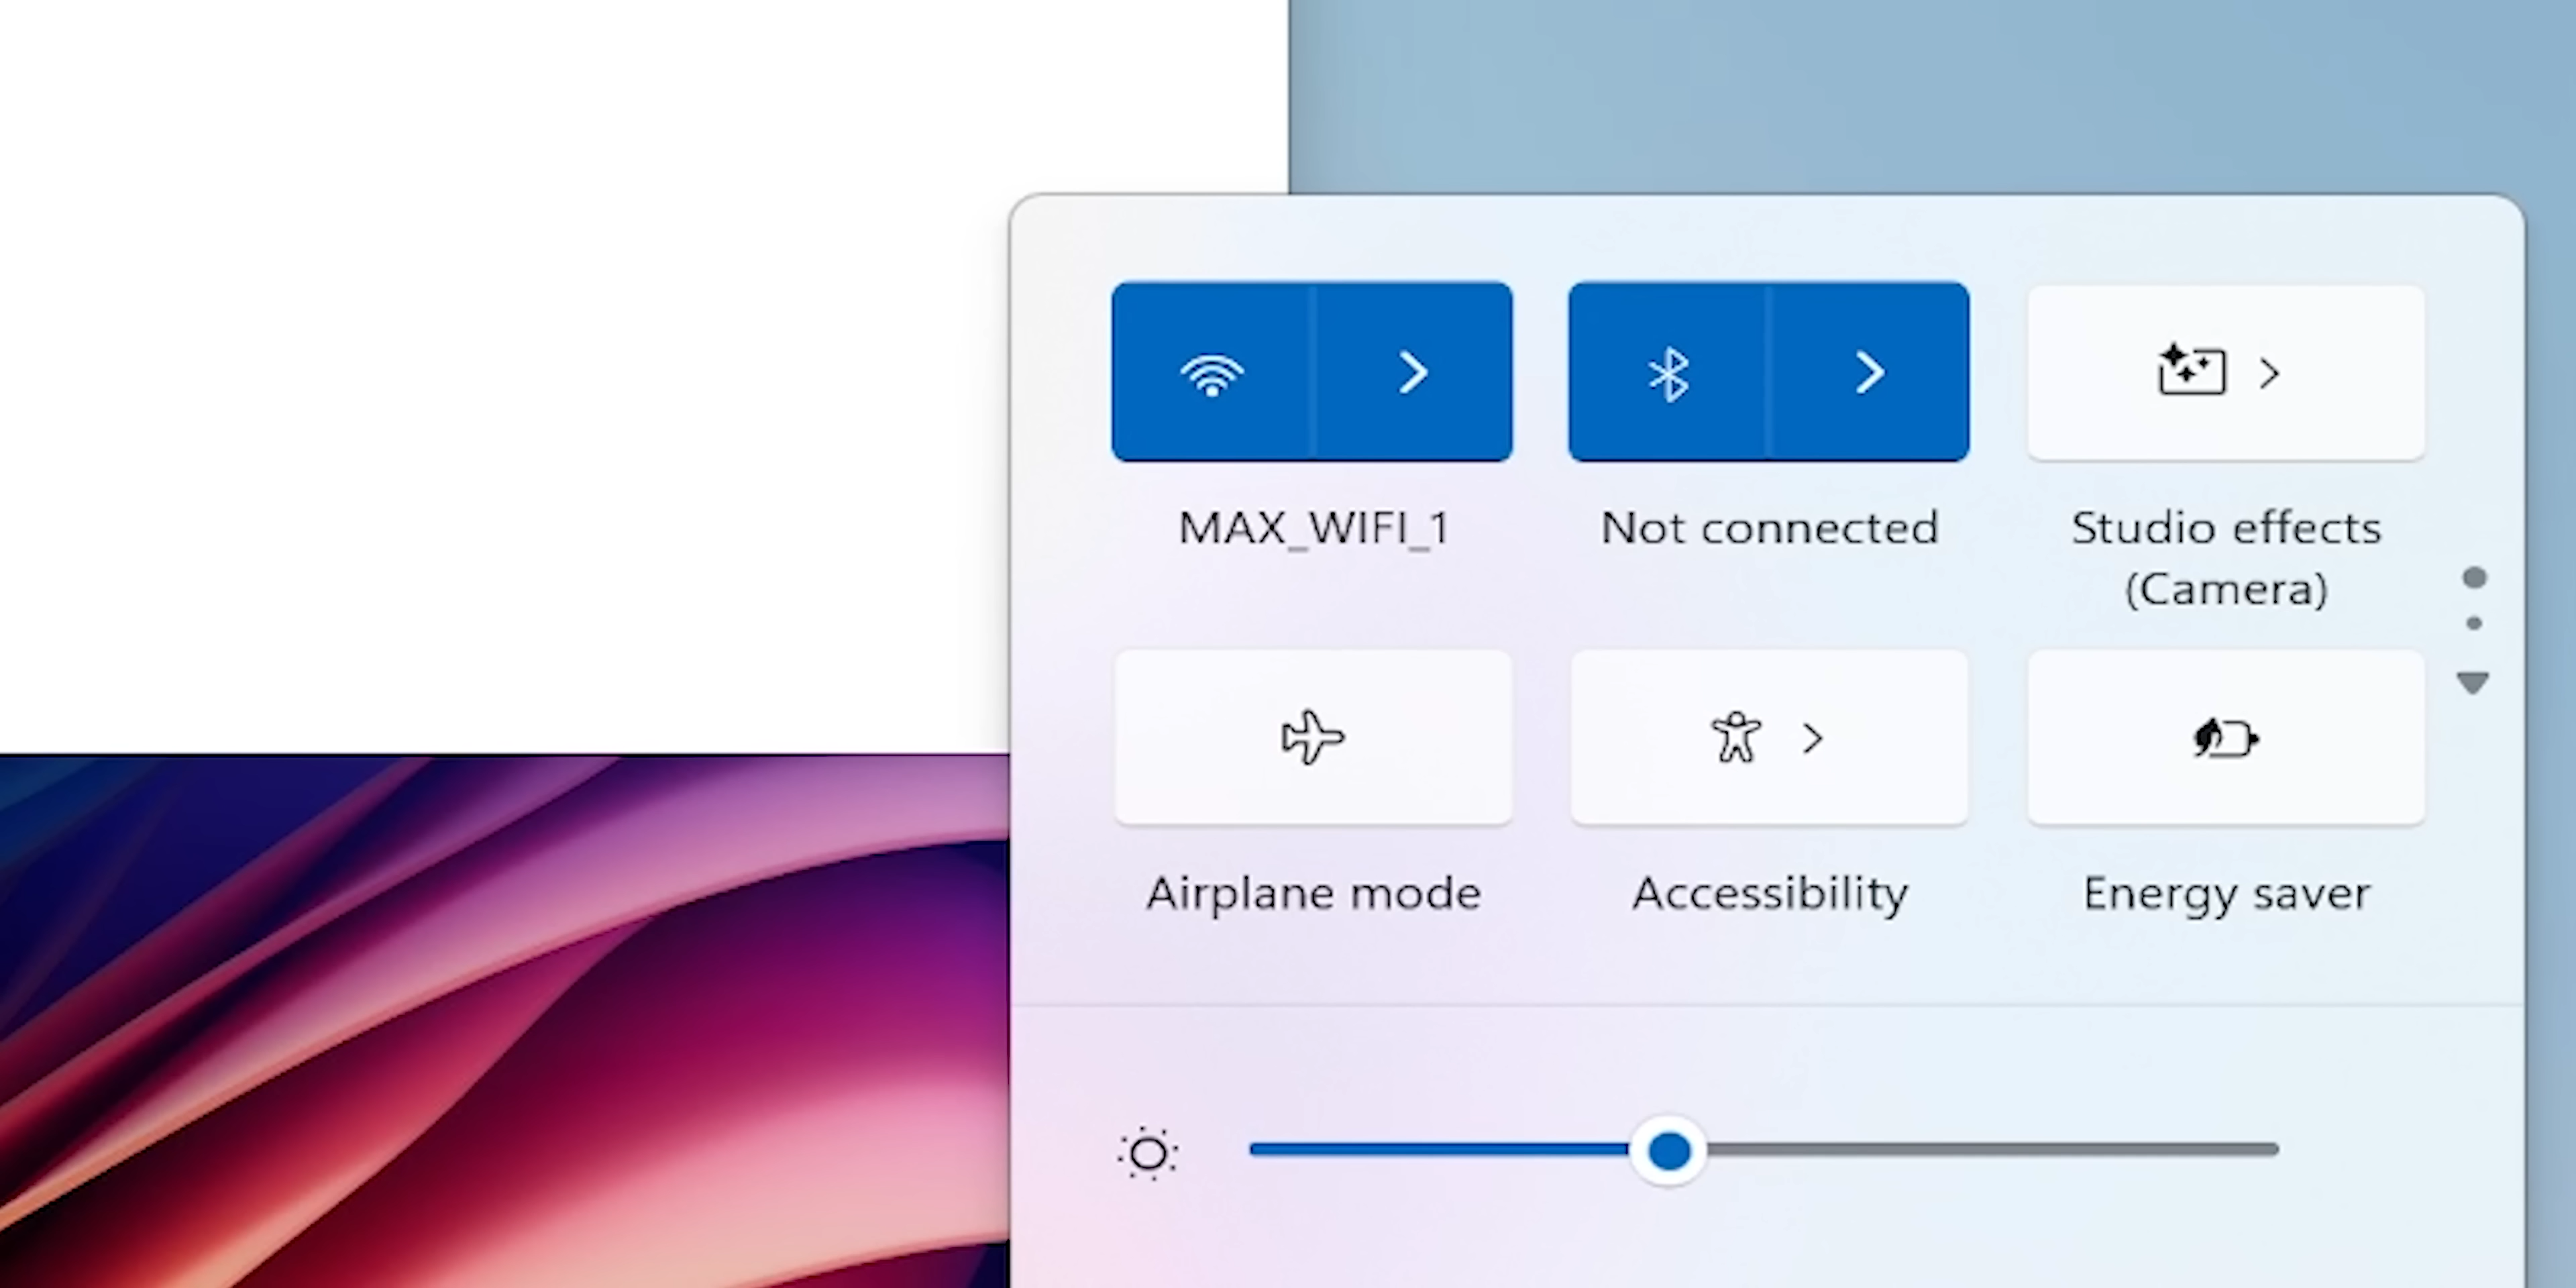 MAX_WIFI_1
Not connected
Studio effects
(Camera)
Airplane mode
Accessibility
Energy saver